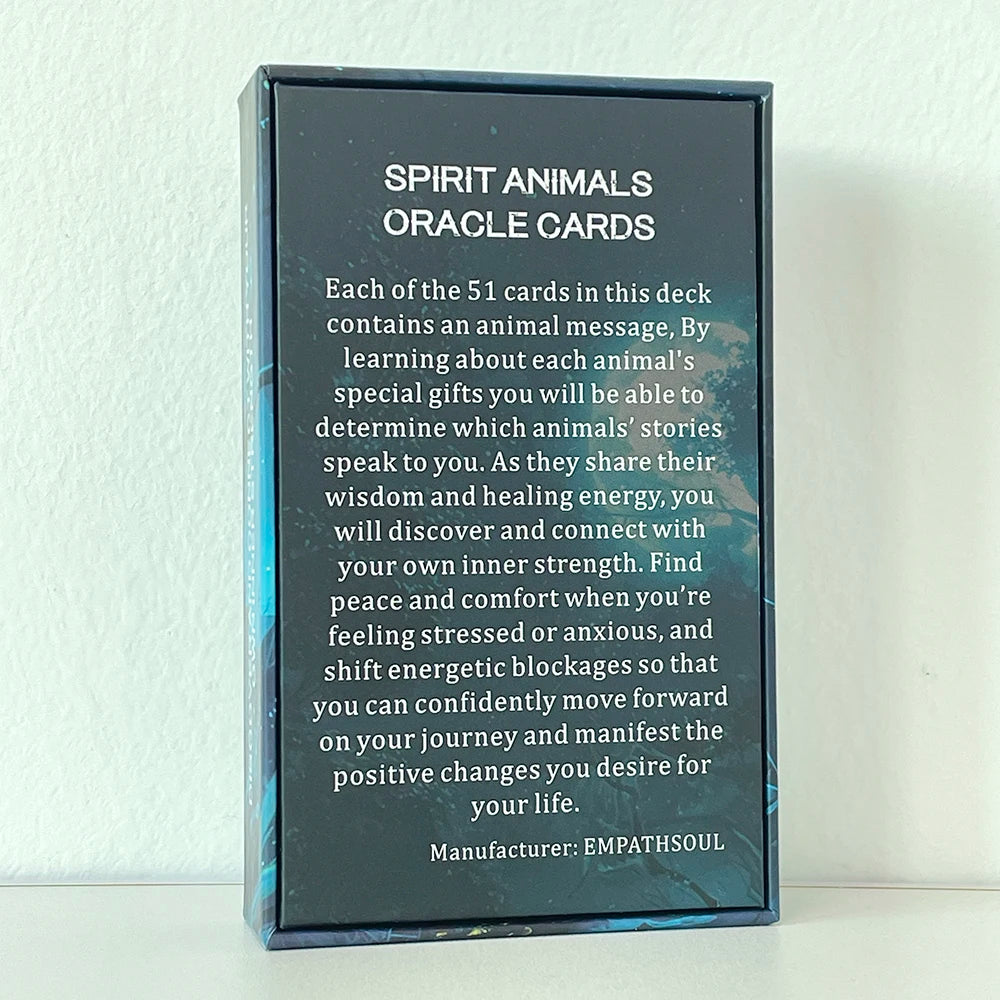 SPIRIT ANIMALS
ORACLE CARDS
Each of the 51 cards in this deck
contains an animal message, By
learning about each animal's
special gifts you will be able to
determine which animals’ stories
speak to you. As they share their
wisdom and healing energy, you
will discover and connect with
your own inner strength. Find
peace and comfort when you’re
feeling stressed or anxious, and
shift energetic blockages so that
you can confidently move forward
on your journey and manifest the
positive changes you desire for
your life.
Manufacturer: EMPATHSOUL